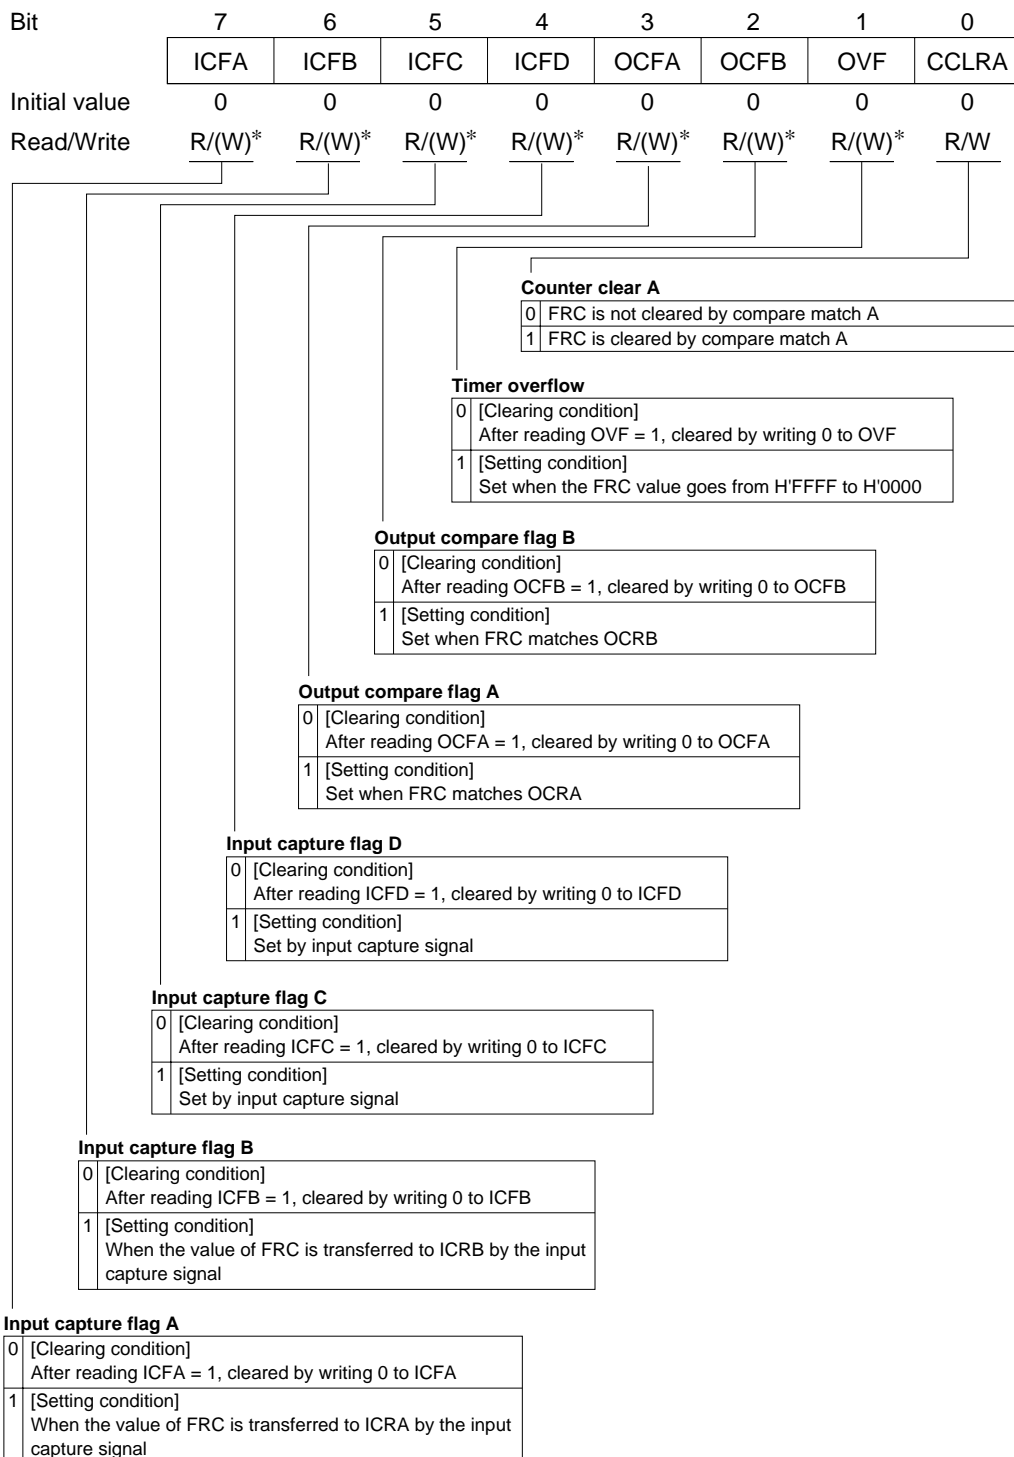 Bit 7 6 5 4 3 2 1 0
ICFA ICFB ICFC ICFD OCFA OCFB OVF CCLRA
Initial value 0 0 0 0 0 0 0 0
Read/Write R/(W)* R/(W)* R/(W)* R/(W)* R/(W)* R/(W)* R/(W)* R/W
Counter clear A
0 FRC is not cleared by compare match A
1 FRC is cleared by compare match A
Timer overflow
0 [Clearing condition]
After reading OVF = 1, cleared by writing 0 to OVF
1 [Setting condition]
Set when the FRC value goes from H'FFFF to H'0000
Output compare flag B
0 [Clearing condition]
After reading OCFB = 1, cleared by writing 0 to OCFB
1 [Setting condition]
Set when FRC matches OCRB
Output compare flag A
0 [Clearing condition]
After reading OCFA = 1, cleared by writing 0 to OCFA
1 [Setting condition]
Set when FRC matches OCRA
Input capture flag D
0 [Clearing condition]
After reading ICFD = 1, cleared by writing 0 to ICFD
1 [Setting condition]
Set by input capture signal
Input capture flag C
0 [Clearing condition]
After reading ICFC = 1, cleared by writing 0 to ICFC
1 [Setting condition]
Set by input capture signal
Input capture flag B
0 [Clearing condition]
After reading ICFB = 1, cleared by writing 0 to ICFB
1 [Setting condition]
When the value of FRC is transferred to ICRB by the input
capture signal
Input capture flag A
0 [Clearing condition]
After reading ICFA = 1, cleared by writing 0 to ICFA
1 [Setting condition]
When the value of FRC is transferred to ICRA by the input
capture signal